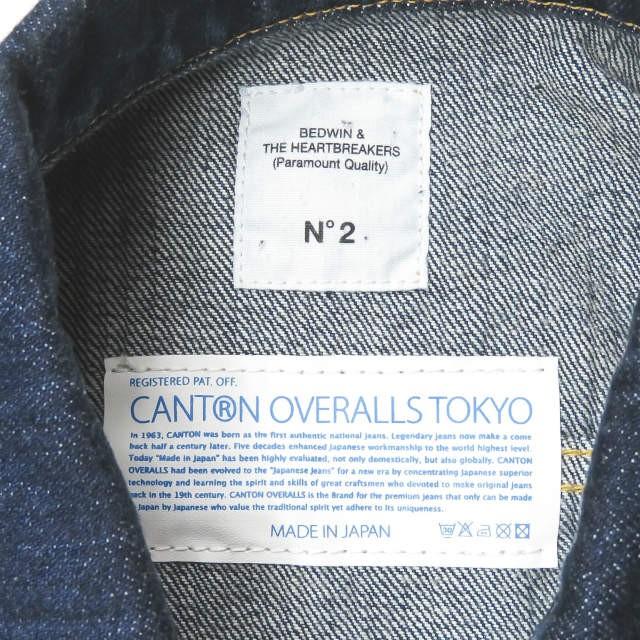 BEDWIN &
THE HEARTBREAKERS
(Paramount Quality)
N° 2
REGISTERED PAT. OFF.
CANT®N OVERALLS TOKYO
In 1963, CANTON was born as the first authentic national jeans. Legendary jeans now make a come
back half a century later. Five decades enhanced Japanese workmanship to the world highest level.
Today "Made in Japan" has been highly evaluated, not only domestically, but also globally. CANTON
OVERALLS had been evolved to the "Japanese Jeans" for a new era by concentrating Japanese superior
technology and learning the spirit and skills of great craftsmen who devoted to make original jeans
back in the 19th century. CANTON OVERALLS is the Brand for the premium jeans that only can be made
in Japan by Japanese who value the traditional spirit yet adhere to its uniqueness.
MADE IN JAPAN